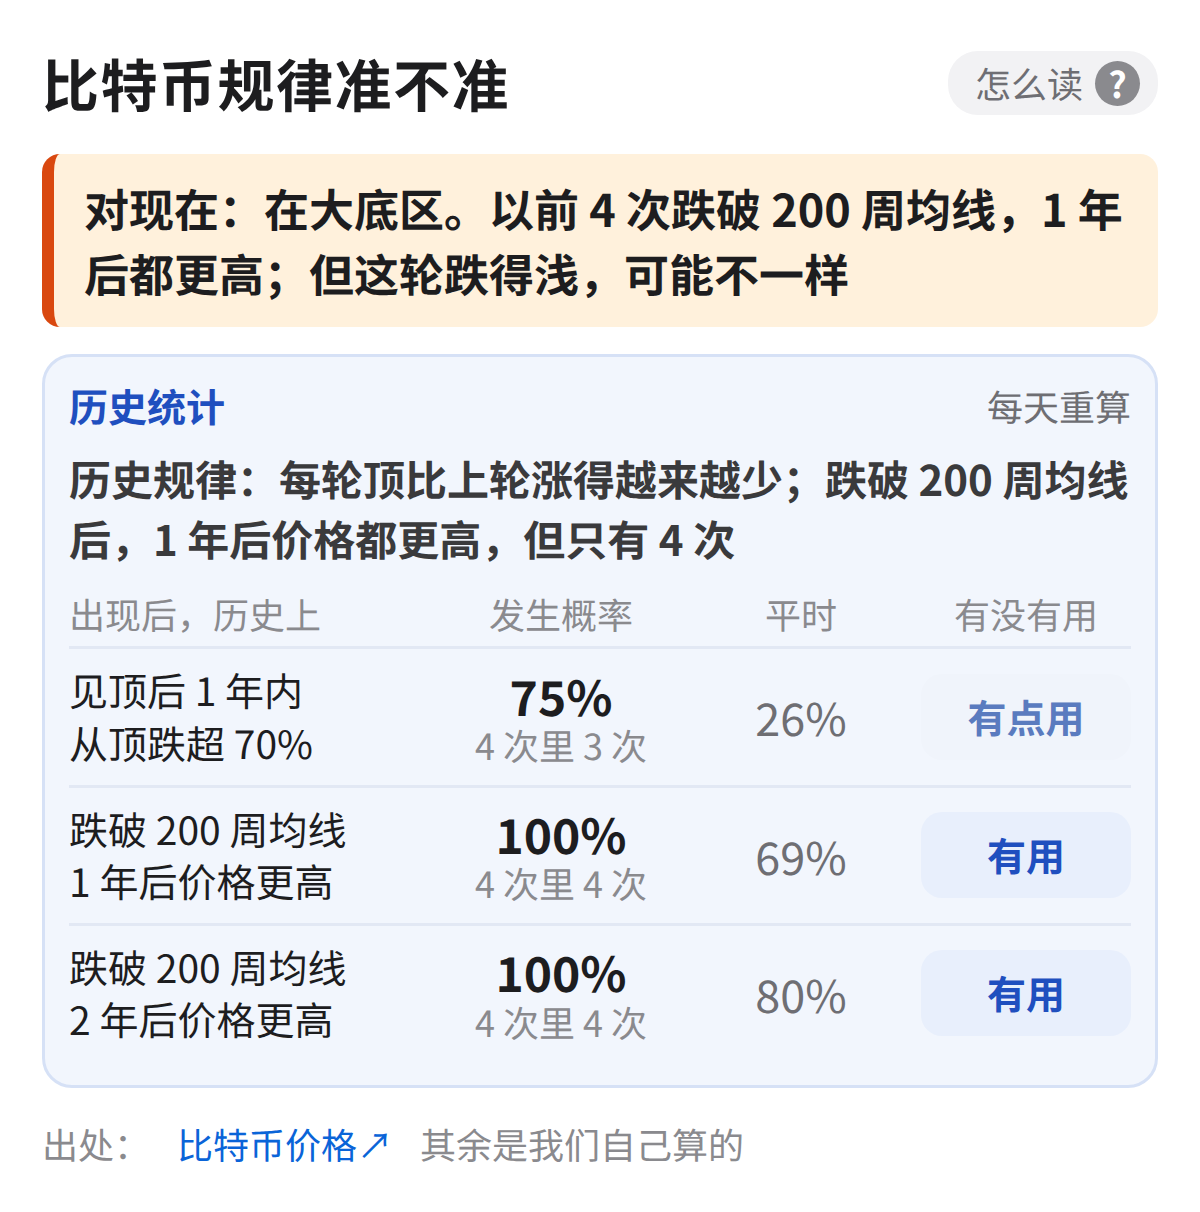 比特币规律准不准
怎么读 ?
对现在：在大底区。以前 4 次跌破 200 周均线，1 年
后都更高；但这轮跌得浅，可能不一样
历史统计
每天重算
历史规律：每轮顶比上轮涨得越来越少；跌破 200 周均线
后，1 年后价格都更高，但只有 4 次
出现后，历史上 发生概率 平时 有没有用
见顶后 1 年内
从顶跌超 70%
75%
4 次里 3 次
26%
有点用
跌破 200 周均线
1 年后价格更高
100%
4 次里 4 次
69%
有用
跌破 200 周均线
2 年后价格更高
100%
4 次里 4 次
80%
有用
出处： 比特币价格↗ 其余是我们自己算的